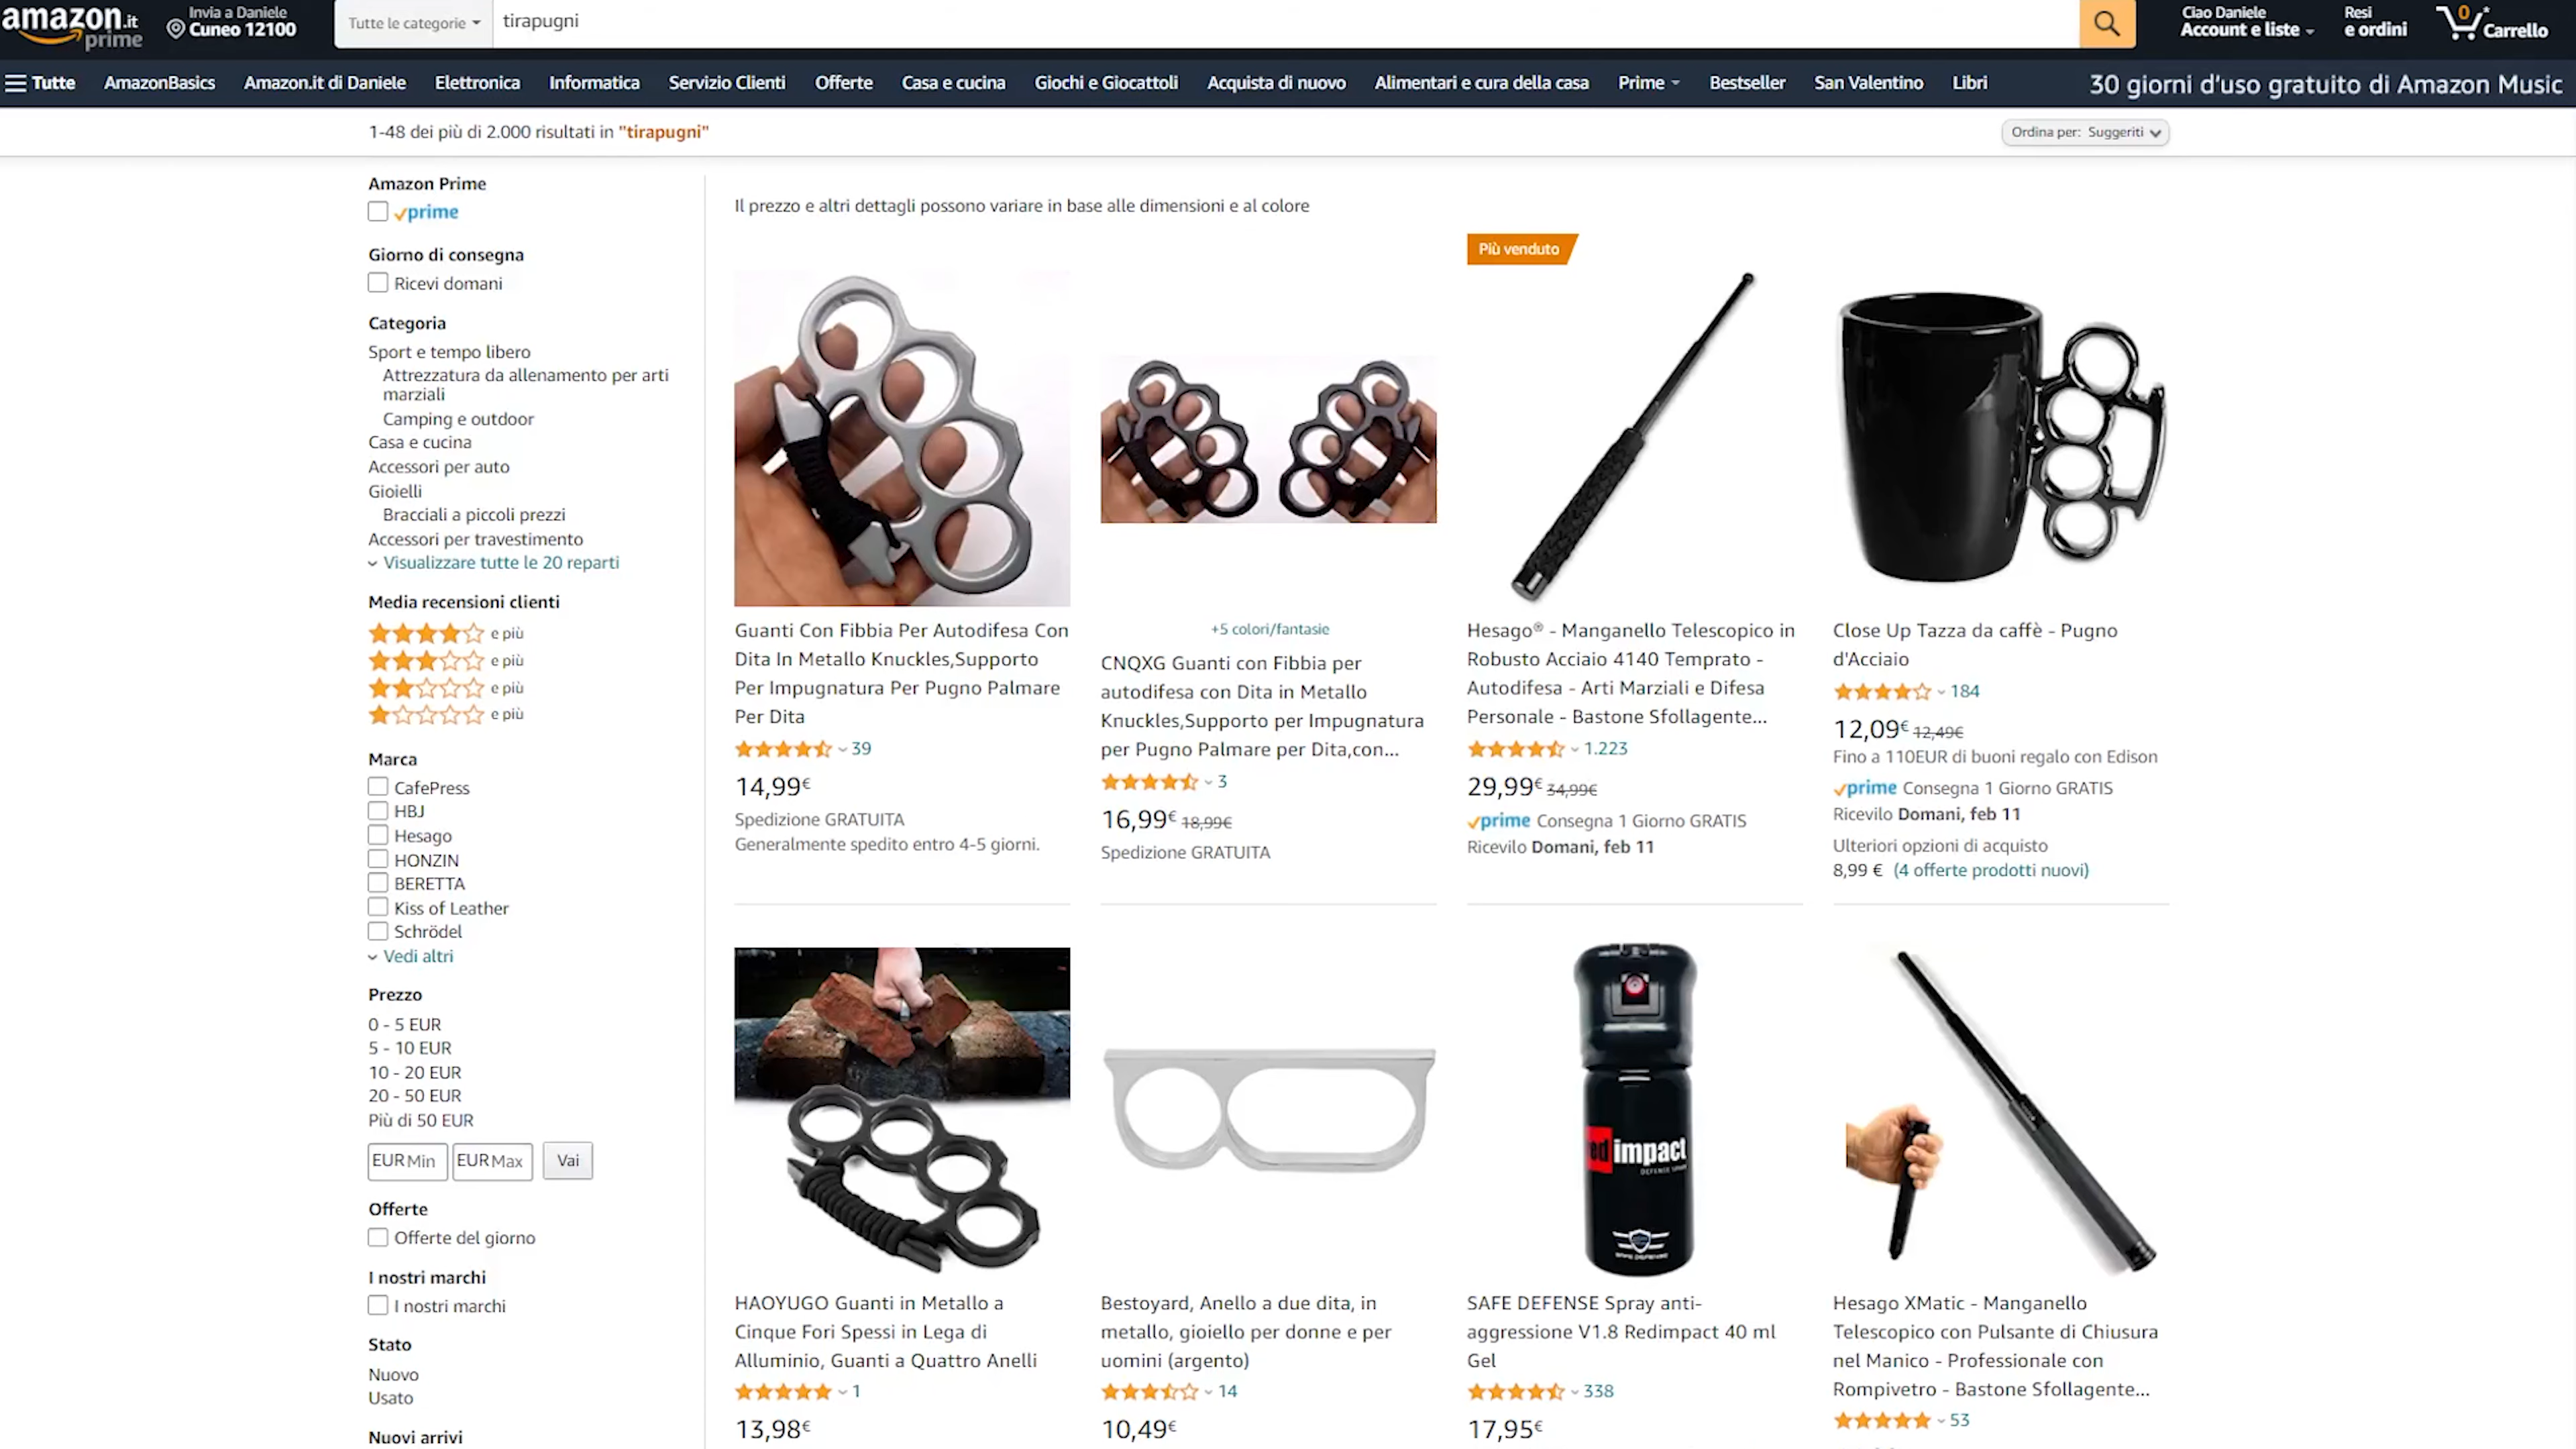 amazon.it
prime
Invia a Daniele
Cuneo 12100
Tutte le categorie
tirapugni
Ciao Daniele
Account e liste
Resi
e ordini
0
Carrello
Tutte
AmazonBasics
Amazon.it di Daniele
Elettronica
Informatica
Servizio Clienti
Offerte
Casa e cucina
Giochi e Giocattoli
Acquista di nuovo
Alimentari e cura della casa
Prime
Bestseller
San Valentino
Libri
30 giorni d'uso gratuito di Amazon Music
1-48 dei più di 2.000 risultati in "tirapugni"
Ordina per: Suggeriti
Amazon Prime
prime
Giorno di consegna
Ricevi domani
Categoria
Sport e tempo libero
Attrezzatura da allenamento per arti
marziali
Camping e outdoor
Casa e cucina
Accessori per auto
Gioielli
Bracciali a piccoli prezzi
Accessori per travestimento
Visualizzare tutte le 20 reparti
Media recensioni clienti
e più
e più
e più
e più
Marca
CafePress
HBJ
Hesago
HONZIN
BERETTA
Kiss of Leather
Schrödel
Vedi altri
Prezzo
0 - 5 EUR
5 - 10 EUR
10 - 20 EUR
20 - 50 EUR
Più di 50 EUR
EUR Min
EUR Max
Vai
Offerte
Offerte del giorno
I nostri marchi
I nostri marchi
Stato
Nuovo
Usato
Nuovi arrivi
Il prezzo e altri dettagli possono variare in base alle dimensioni e al colore
Guanti Con Fibbia Per Autodifesa Con
Dita In Metallo Knuckles,Supporto
Per Impugnatura Per Pugno Palmare
Per Dita
39
14,99€
Spedizione GRATUITA
Generalmente spedito entro 4-5 giorni.
+5 colori/fantasie
CNQXG Guanti con Fibbia per
autodifesa con Dita in Metallo
Knuckles,Supporto per Impugnatura
per Pugno Palmare per Dita,con...
3
16,99€ 18,99€
Spedizione GRATUITA
Più venduto
Hesago® - Manganello Telescopico in
Robusto Acciaio 4140 Temprato -
Autodifesa - Arti Marziali e Difesa
Personale - Bastone Sfollagente...
1.223
29,99€ 34,99€
prime Consegna 1 Giorno GRATIS
Ricevilo Domani, feb 11
Close Up Tazza da caffè - Pugno
d'Acciaio
184
12,09€ 12,49€
Fino a 110EUR di buoni regalo con Edison
prime Consegna 1 Giorno GRATIS
Ricevilo Domani, feb 11
Ulteriori opzioni di acquisto
8,99 € (4 offerte prodotti nuovi)
HAOYUGO Guanti in Metallo a
Cinque Fori Spessi in Lega di
Alluminio, Guanti a Quattro Anelli
1
13,98€
Bestoyard, Anello a due dita, in
metallo, gioiello per donne e per
uomini (argento)
14
10,49€
ed impact
DEFENSE SPRAY
SAFE DEFENSE
SAFE DEFENSE Spray anti-
aggressione V1.8 Redimpact 40 ml
Gel
338
17,95€
Hesago XMatic - Manganello
Telescopico con Pulsante di Chiusura
nel Manico - Professionale con
Rompivetro - Bastone Sfollagente...
53